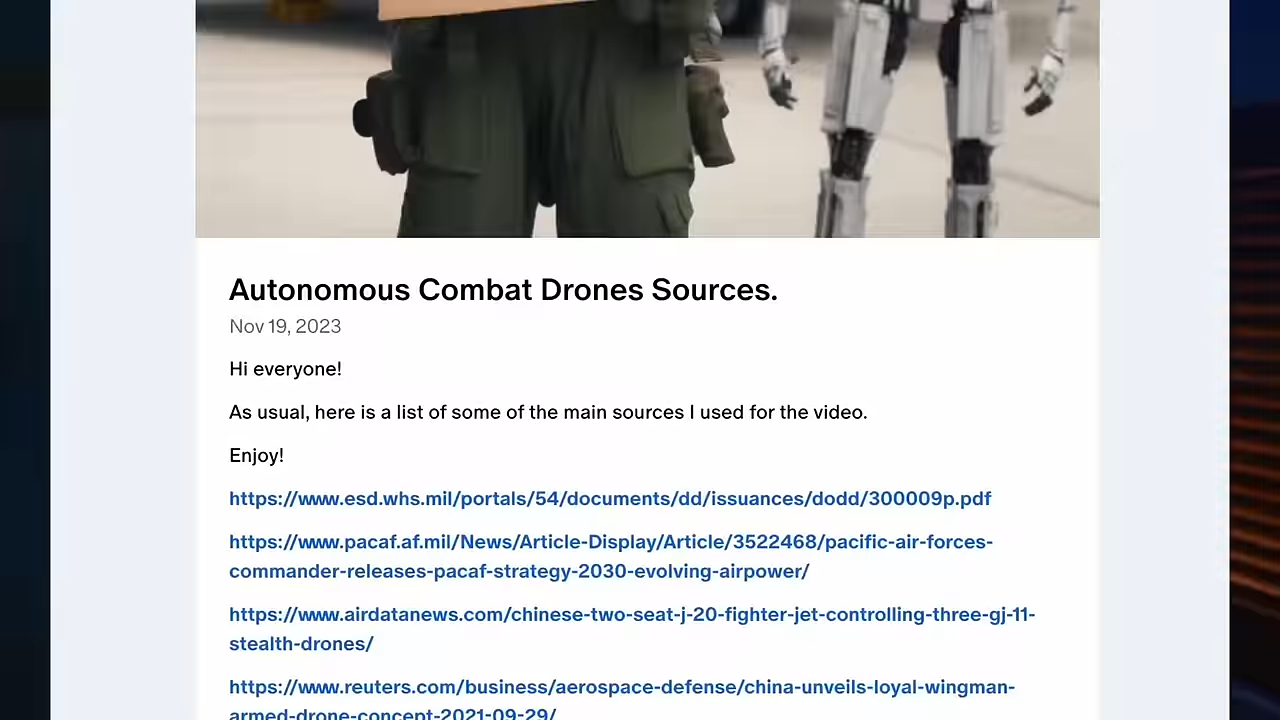 Autonomous Combat Drones Sources.
Nov 19, 2023
Hi everyone!
As usual, here is a list of some of the main sources I used for the video.
Enjoy!
https://www.esd.whs.mil/portals/54/documents/dd/issuances/dodd/300009p.pdf
https://www.pacaf.af.mil/News/Article-Display/Article/3522468/pacific-air-forces-
commander-releases-pacaf-strategy-2030-evolving-airpower/
https://www.airdatanews.com/chinese-two-seat-j-20-fighter-jet-controlling-three-gj-11-
stealth-drones/
https://www.reuters.com/business/aerospace-defense/china-unveils-loyal-wingman-
armed-drone-concept-2021-09-29/